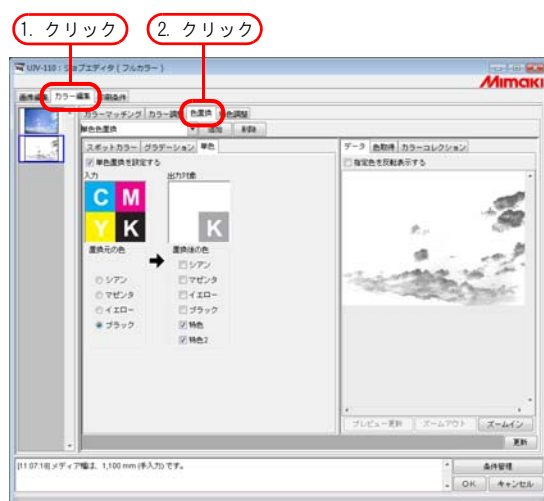 1. クリック
2. クリック
UJV-110 : ジョブエディタ ( フルカラー )
Mimaki
カラー編集
印刷条件
カラーマッチング
カラー調整
色置換
単色色置換
追加
削除
スポットカラー
グラデーション
単色
単色置換を設定する
入力
出力対象
C M
Y K
K
置換元の色
置換後の色
シアン
マゼンタ
イエロー
ブラック
シアン
マゼンタ
イエロー
ブラック
特色
特色2
データ
色取得
カラーコレクション
指定色を反転表示する
プレビュー更新
ズームアウト
ズームイン
更新
[11:07:18] メディア幅は、1,100 mm (手入力) です。
条件管理
OK
キャンセル